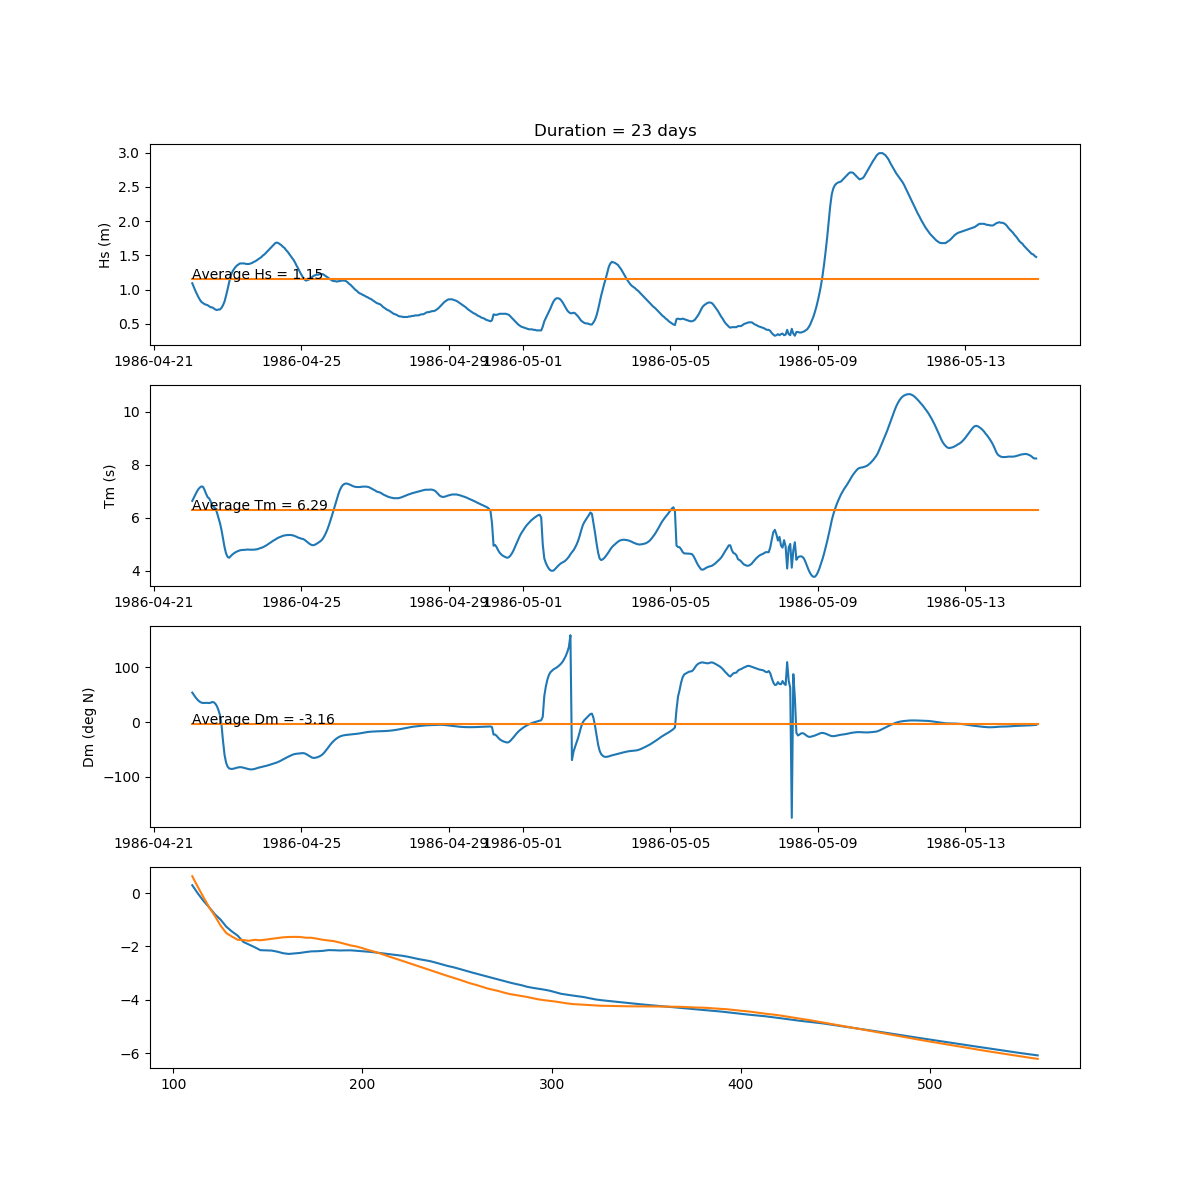 Duration = 23 days
3.0
2.5
2.0
1.5
1.0
0.5
Hs (m)
Average Hs = 1.15
1986-04-21 1986-04-25 1986-04-29 1986-05-01 1986-05-05 1986-05-09 1986-05-13
10
8
6
4
Tm (s)
Average Tm = 6.29
1986-04-21 1986-04-25 1986-04-29 1986-05-01 1986-05-05 1986-05-09 1986-05-13
100
0
−100
Dm (deg N)
Average Dm = -3.16
1986-04-21 1986-04-25 1986-04-29 1986-05-01 1986-05-05 1986-05-09 1986-05-13
0
−2
−4
−6
100 200 300 400 500